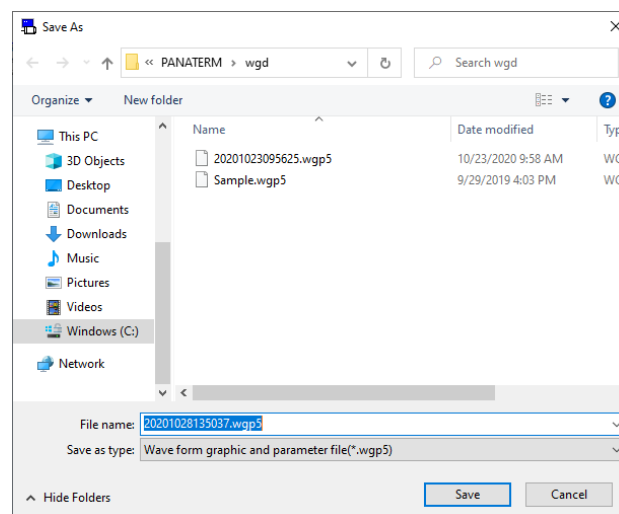 Save As
« PANATERM › wgd
Search wgd
Organize
New folder
?
This PC
3D Objects
Desktop
Documents
Downloads
Music
Pictures
Videos
Windows (C:)
Network
Name
Date modified
Typ
20201023095625.wgp5
10/23/2020 9:58 AM
WG
Sample.wgp5
9/29/2019 4:03 PM
WG
File name:
20201028135037.wgp5
Save as type:
Wave form graphic and parameter file(*.wgp5)
Hide Folders
Save
Cancel